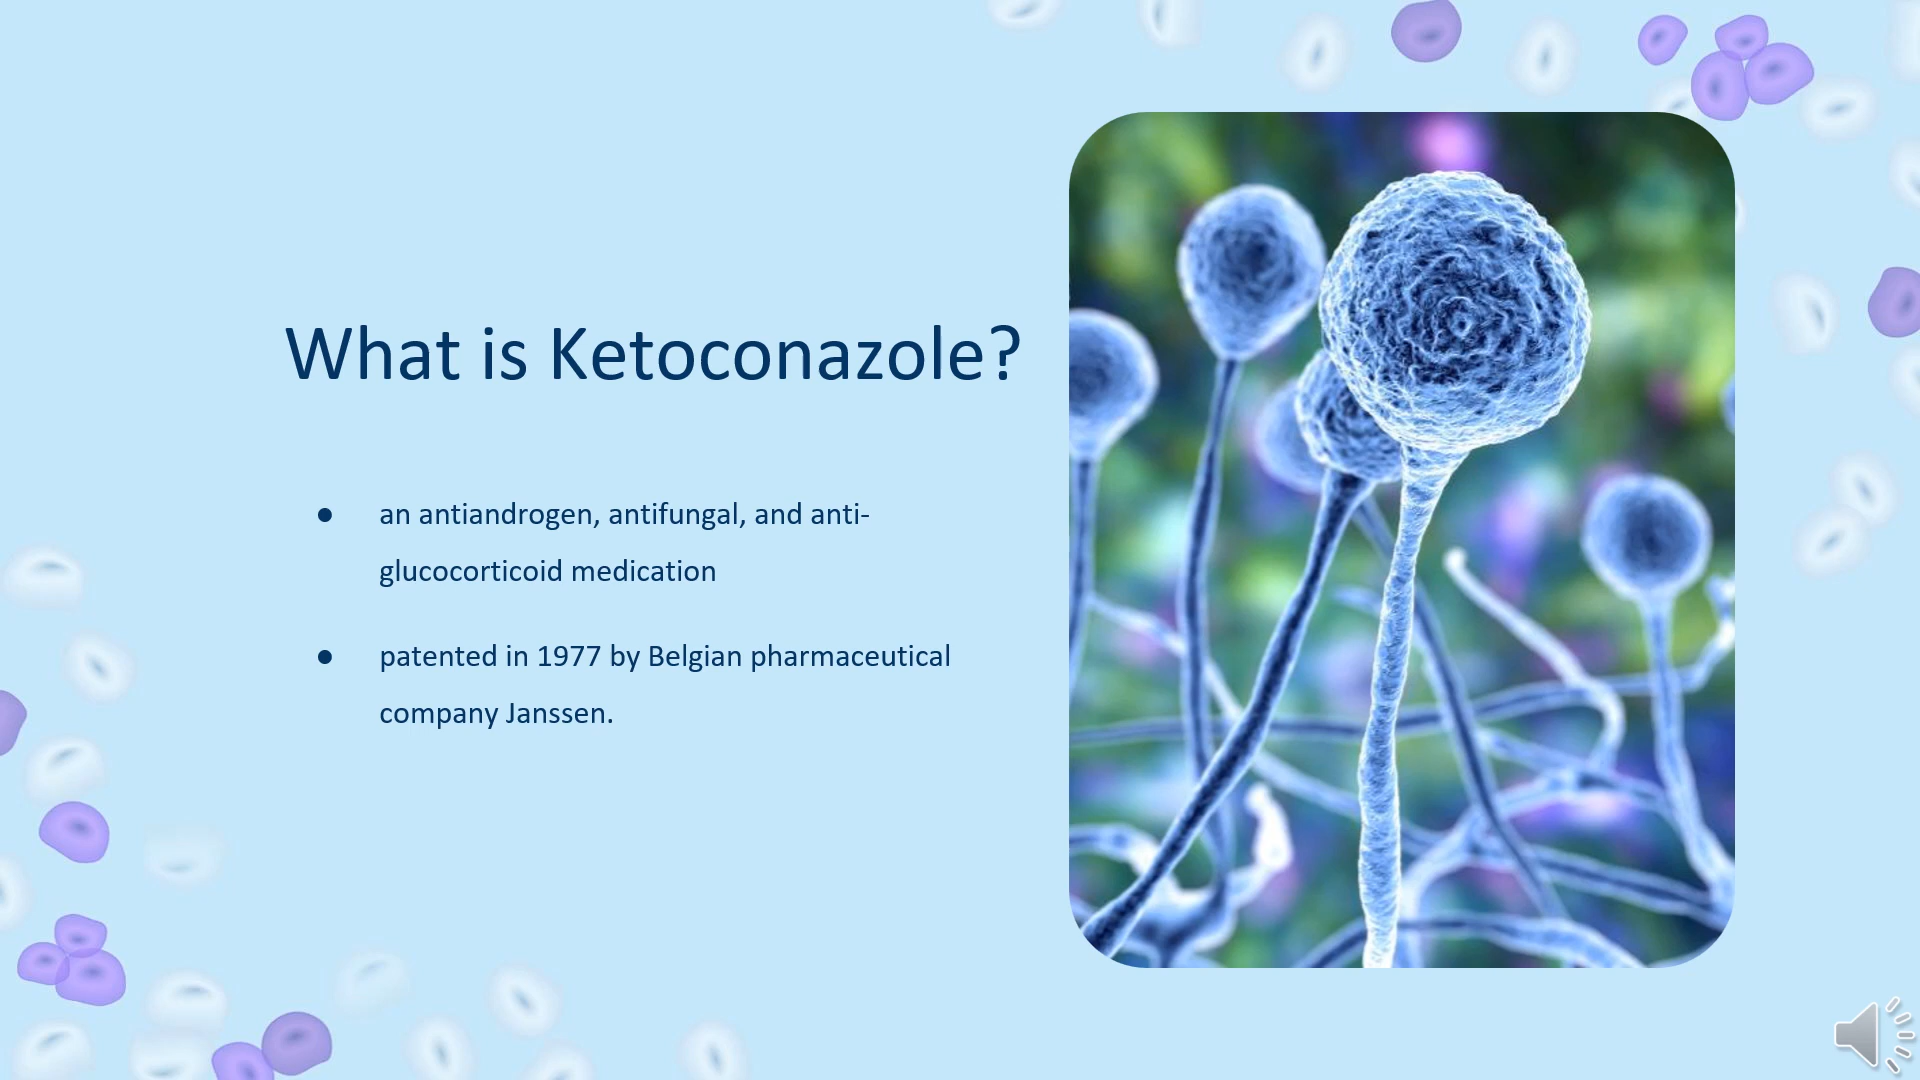 What is Ketoconazole?
● an antiandrogen, antifungal, and anti-
glucocorticoid medication
● patented in 1977 by Belgian pharmaceutical
company Janssen.